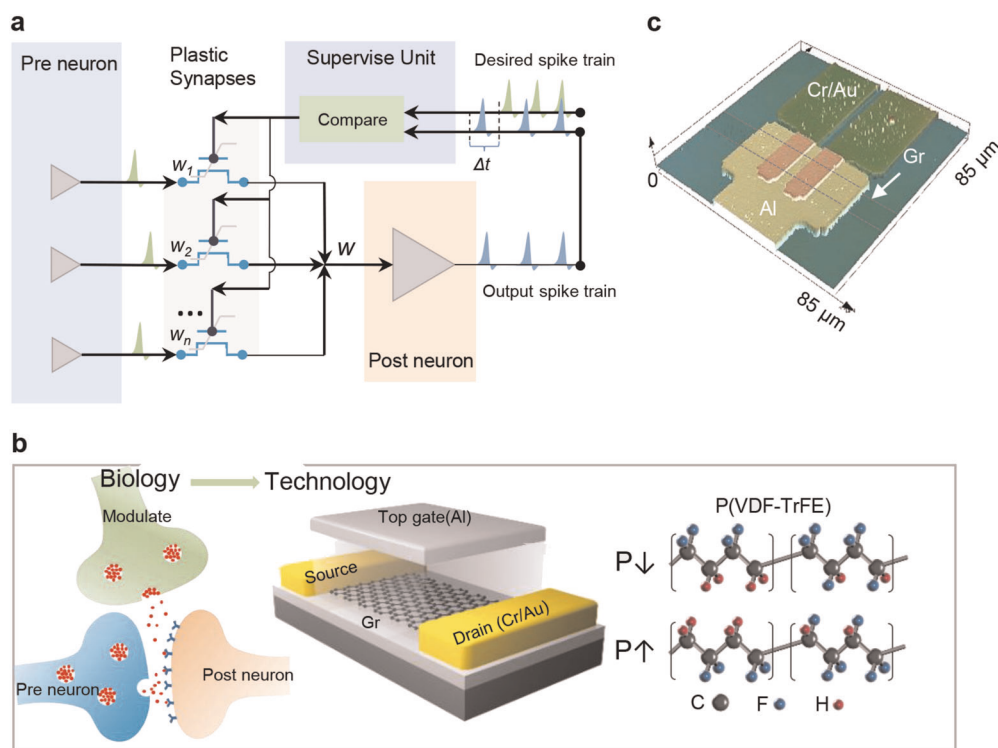 a
Pre neuron
Plastic
Synapses
Supervise Unit
Desired spike train
Compare
Δt
w1
w2
W
•••
wn
Output spike train
Post neuron
c
Cr/Au
Gr
Al
0
85 μm
85 μm
b
Biology
Technology
Modulate
Pre neuron
Post neuron
Top gate(Al)
Source
Gr
Drain (Cr/Au)
P(VDF-TrFE)
P↓
P↑
C
F
H